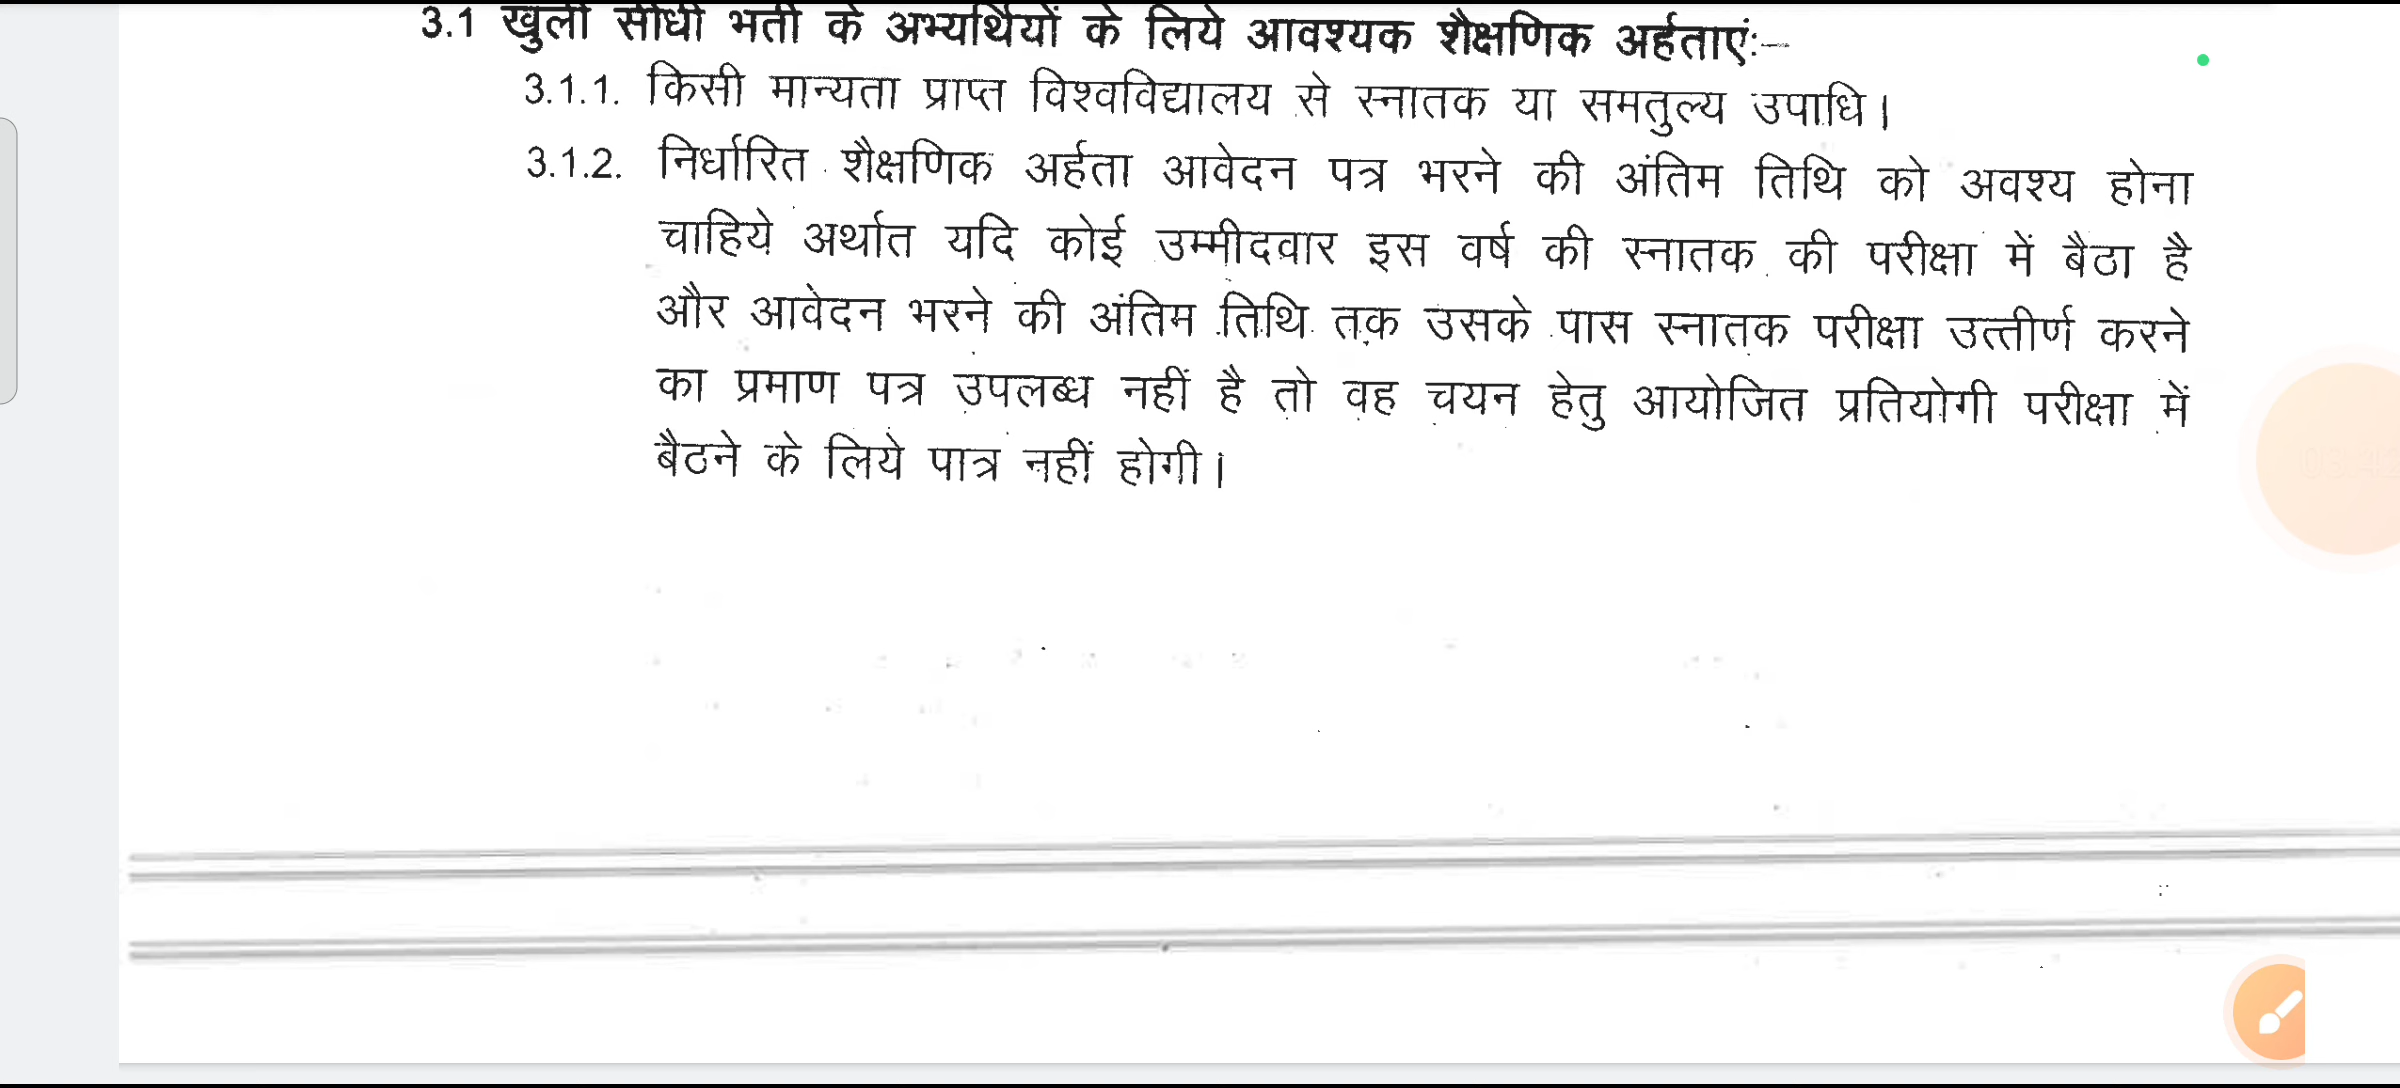 3.1 खुली सीधी भर्ती के अभ्यर्थियों के लिये आवश्यक शैक्षणिक अर्हताएंः–
3.1.1. किसी मान्यता प्राप्त विश्वविद्यालय से स्नातक या समतुल्य उपाधि।
3.1.2. निर्धारित शैक्षणिक अर्हता आवेदन पत्र भरने की अंतिम तिथि को अवश्य होना
चाहिये अर्थात यदि कोई उम्मीदवार इस वर्ष की स्नातक की परीक्षा में बैठा है
और आवेदन भरने की अंतिम तिथि तक उसके पास स्नातक परीक्षा उत्तीर्ण करने
का प्रमाण पत्र उपलब्ध नहीं है तो वह चयन हेतु आयोजित प्रतियोगी परीक्षा में
बैठने के लिये पात्र नहीं होगी।